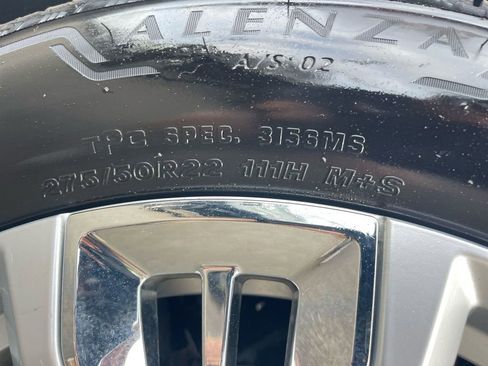 ALENZA
A/S 02
TPC SPEC. 3156MS
275/50R22 111H M+S